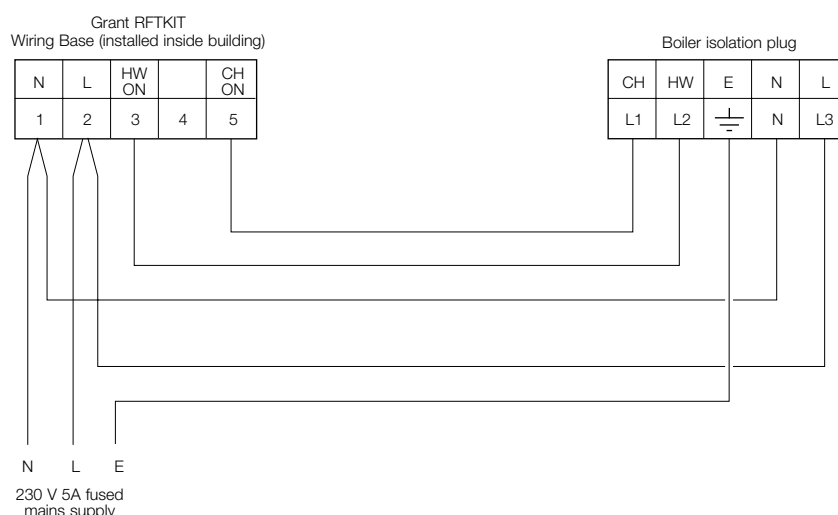 Grant RFTKIT
Wiring Base (installed inside building)
N L HW ON CH ON
1 2 3 4 5
Boiler isolation plug
CH HW E N L
L1 L2 N L3
N L E
230 V 5A fused
mains supply